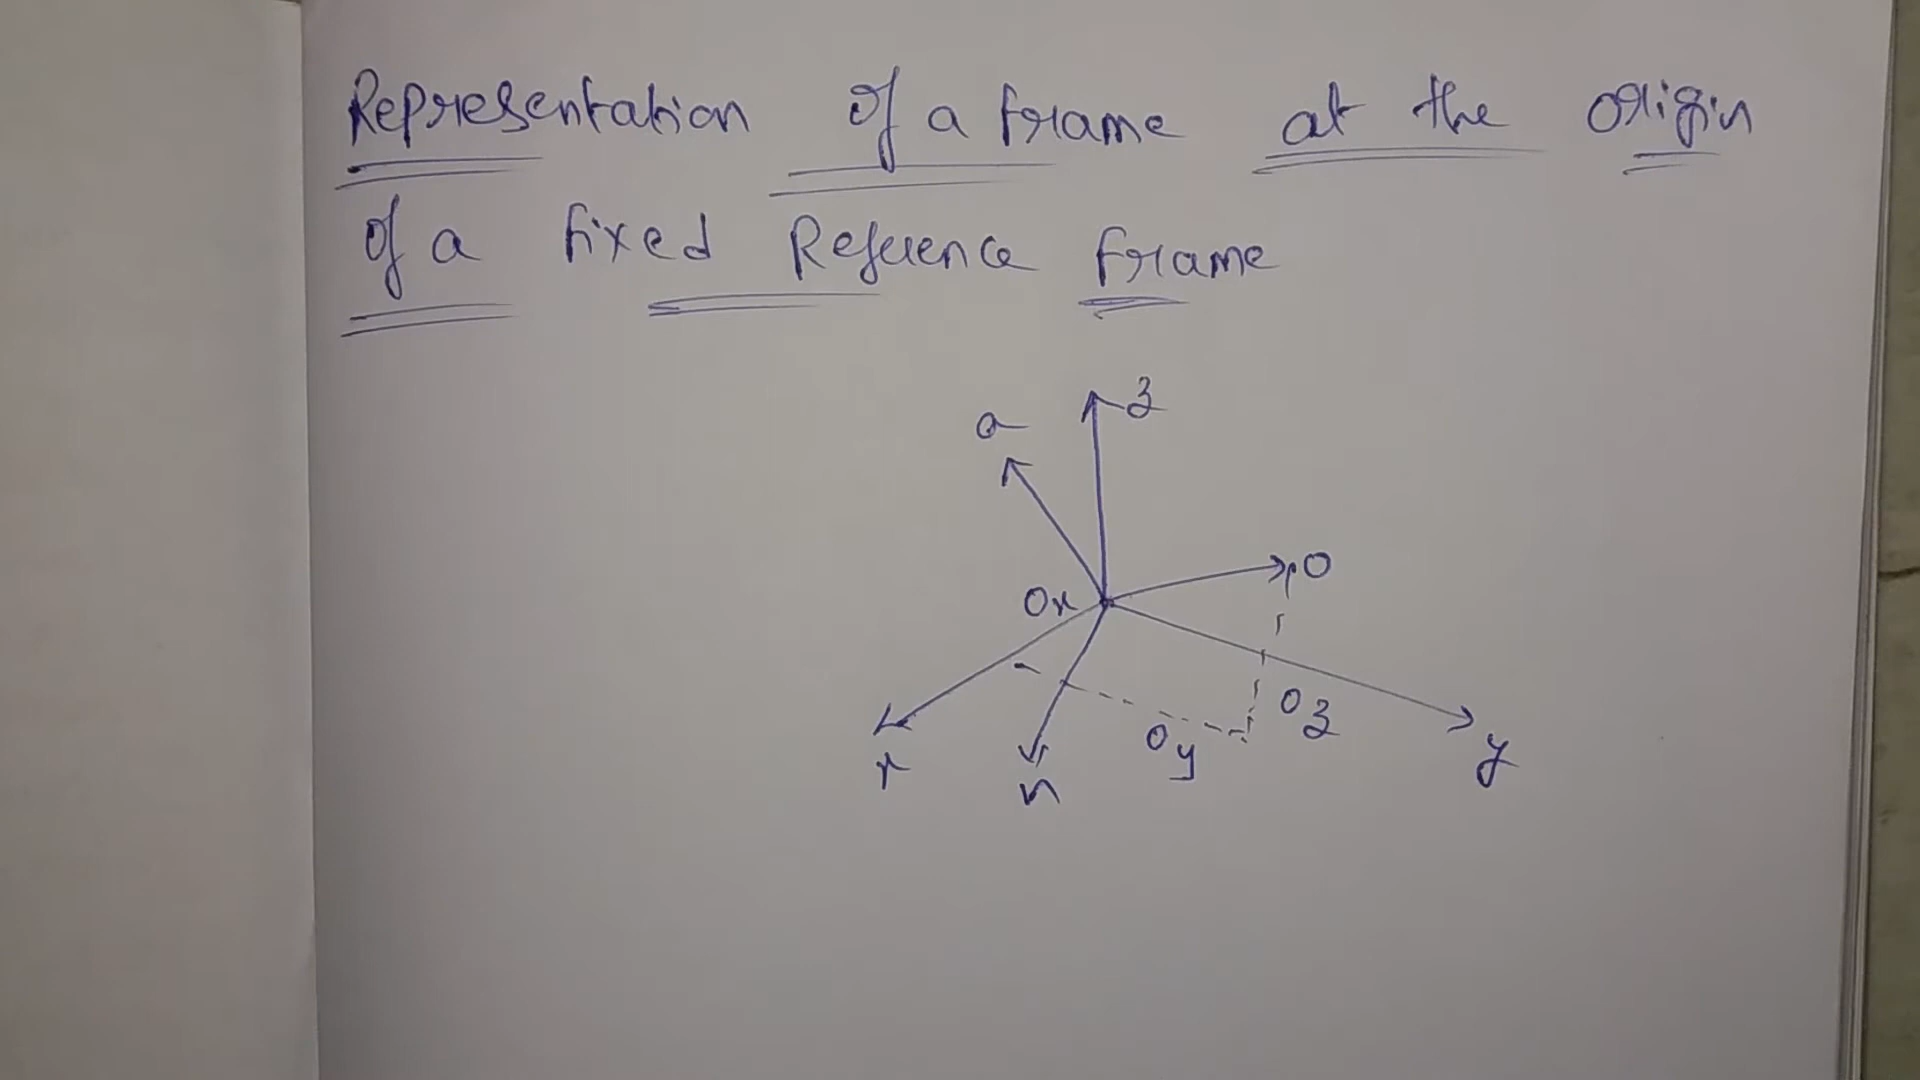 Representation of a frame at the origin
of a fixed Reference frame
z
a
o
ox
oz
oy
y
x
n